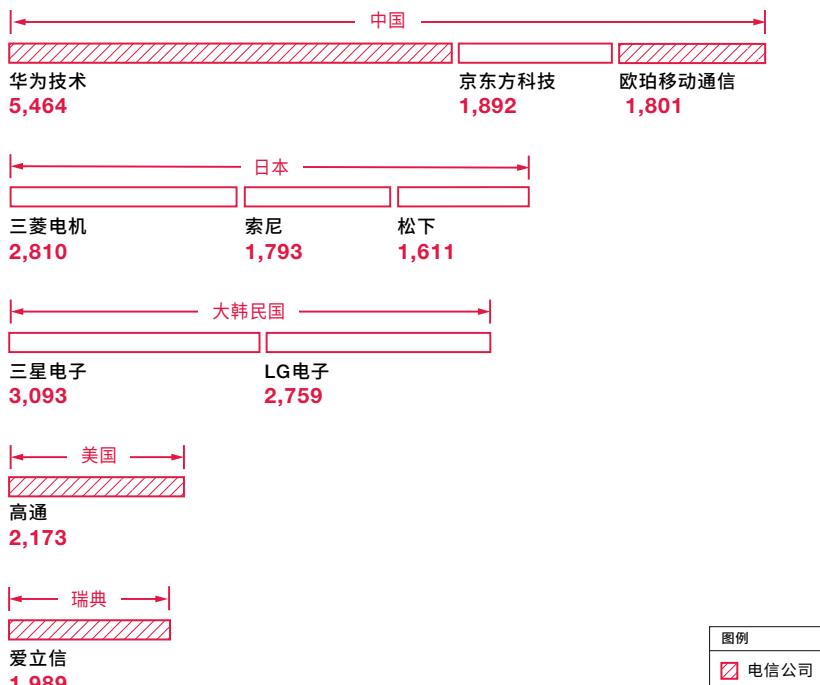 中国
华为技术 京东方科技 欧珀移动通信
5,464 1,892 1,801
日本
三菱电机 索尼 松下
2,810 1,793 1,611
大韩民国
三星电子 LG电子
3,093 2,759
美国
高通
2,173
瑞典
爱立信
1,989
图例
电信公司